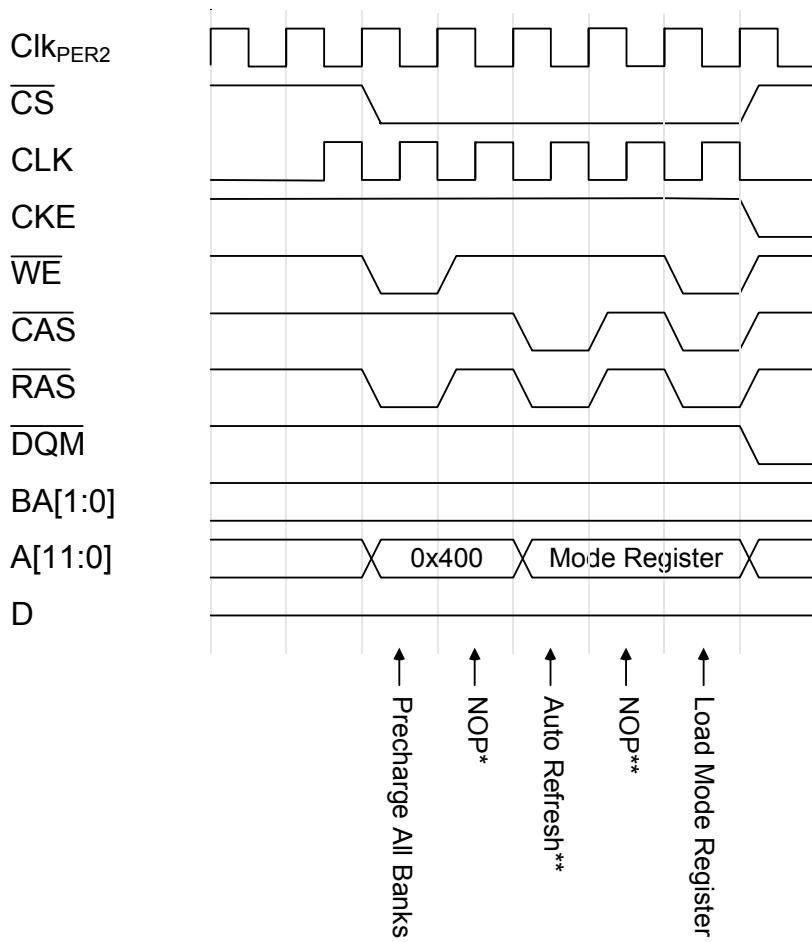 ClkPER2
CS
CLK
CKE
WE
CAS
RAS
DQM
BA[1:0]
A[11:0] 0x400 Mode Register
D
Precharge All Banks
NOP*
Auto Refresh**
NOP**
Load Mode Register